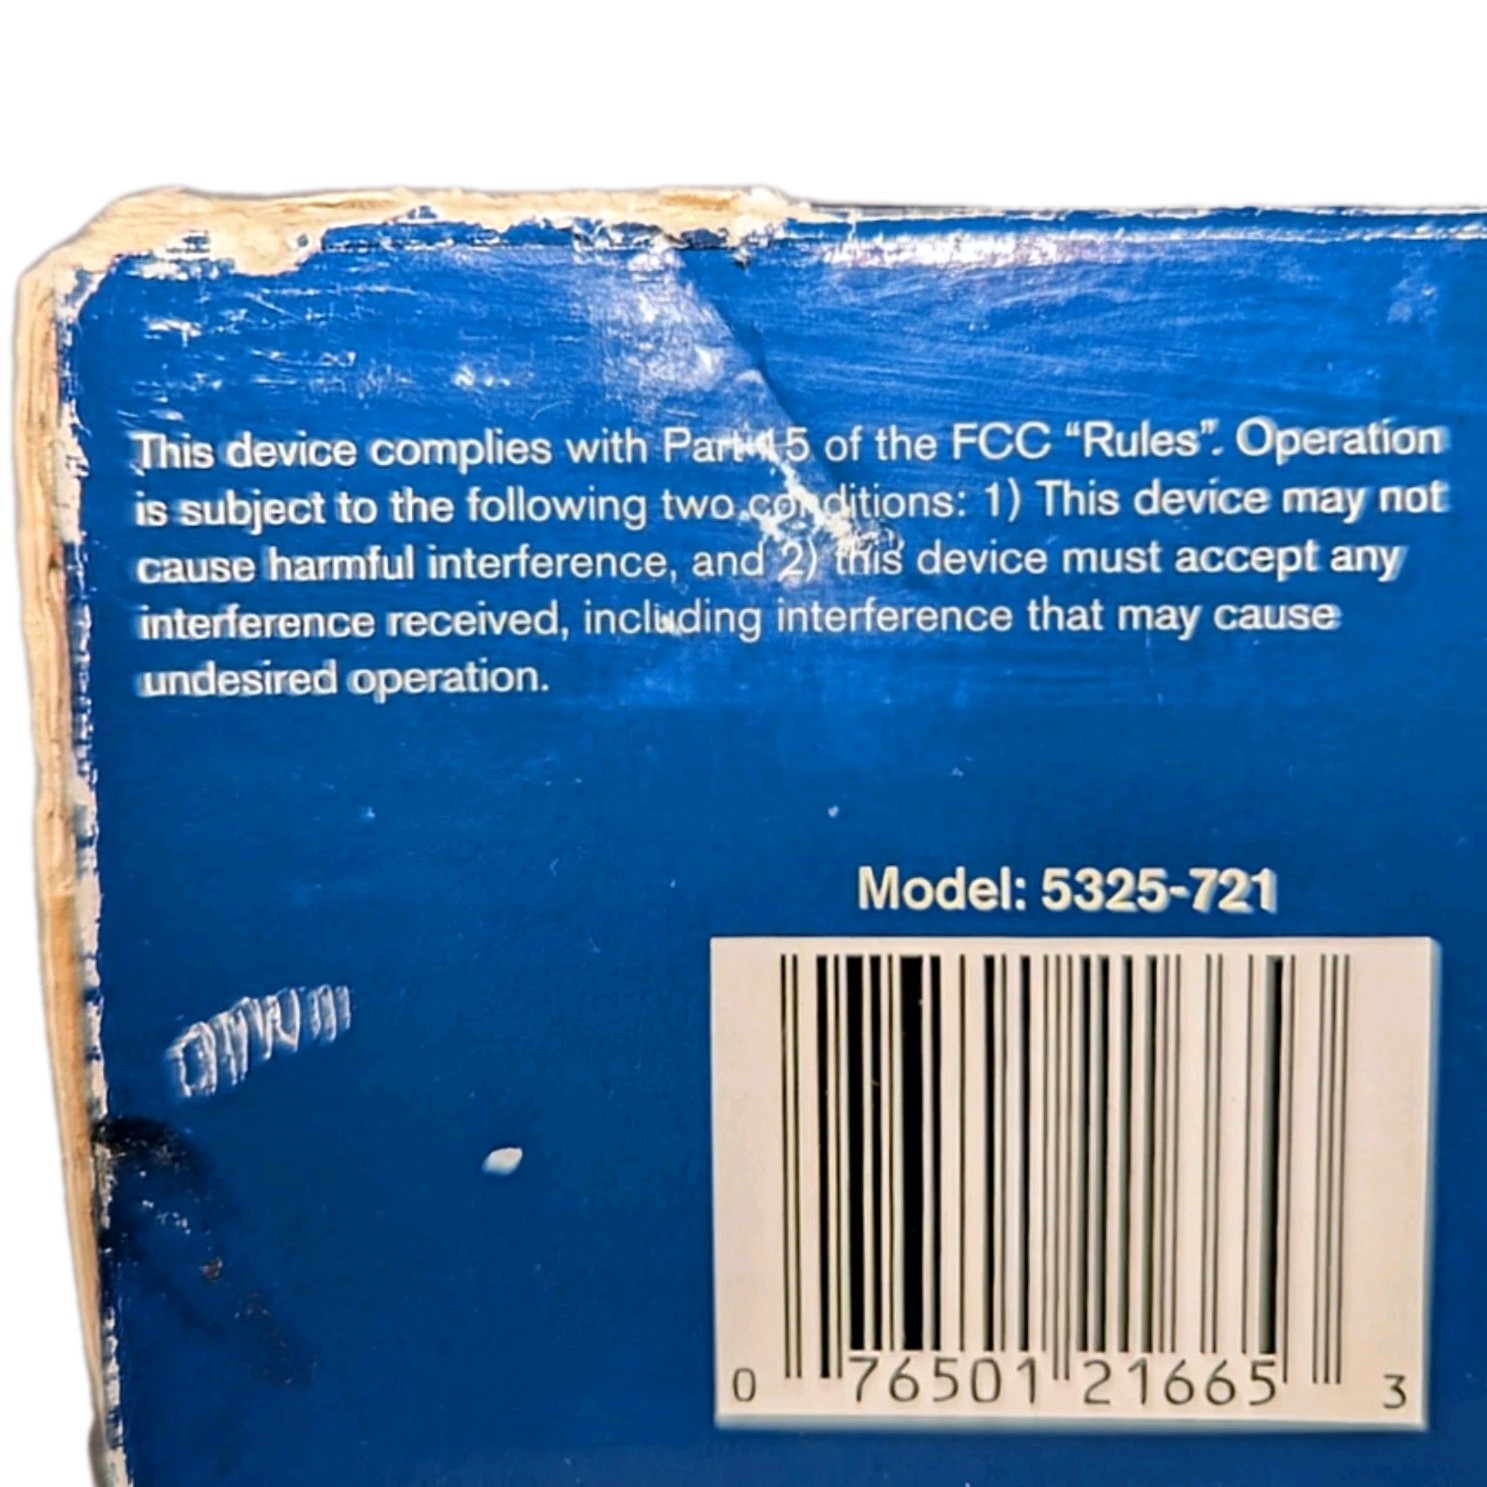 This device complies with Part 15 of the FCC “Rules”. Operation
is subject to the following two conditions: 1) This device may not
cause harmful interference, and 2) this device must accept any
interference received, including interference that may cause
undesired operation.
Model: 5325-721
0 76501 21665 3